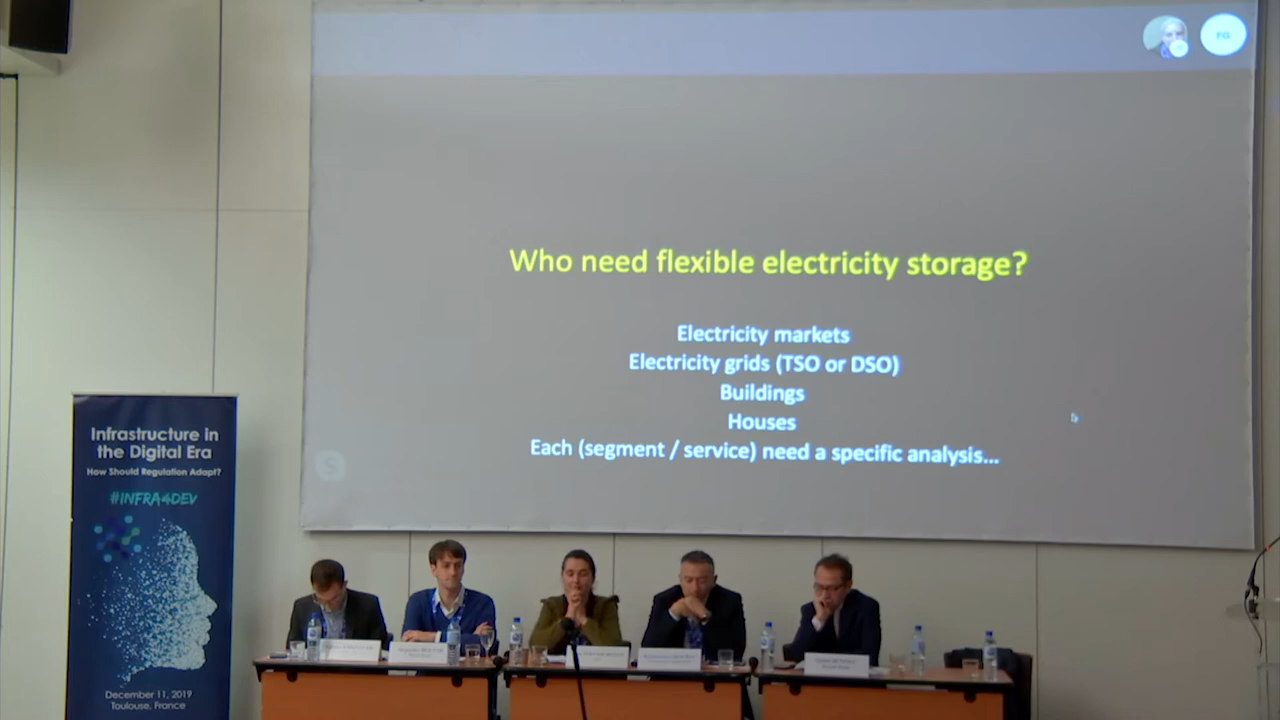 FG
Who need flexible electricity storage?
Electricity markets
Electricity grids (TSO or DSO)
Buildings
Houses
Each (segment / service) need a specific analysis...
Infrastructure in
the Digital Era
How Should Regulation Adapt?
#INFRA4DEV
December 11, 2019
Toulouse, France